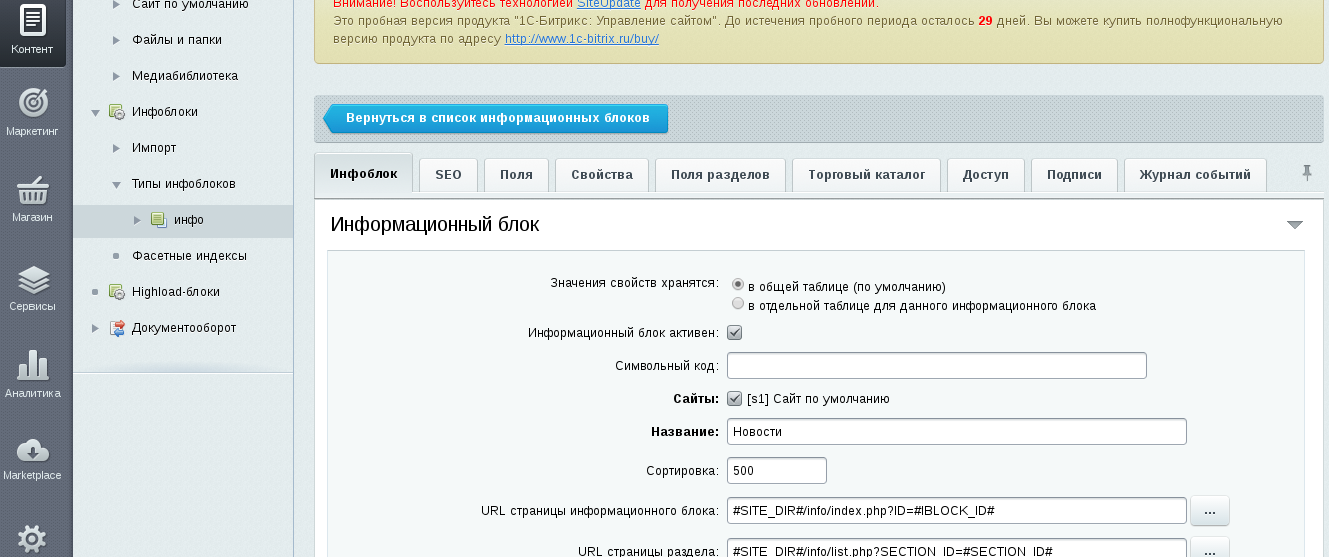 Контент
Маркетинг
Магазин
Сервисы
Аналитика
Marketplace
Сайт по умолчанию
Файлы и папки
Медиабиблиотека
Инфоблоки
Импорт
Типы инфоблоков
инфо
Фасетные индексы
Highload-блоки
Документооборот
Внимание! Воспользуйтесь технологией SiteUpdate для получения последних обновлений.
Это пробная версия продукта "1С-Битрикс: Управление сайтом". До истечения пробного периода осталось 29 дней. Вы можете купить полнофункциональную
версию продукта по адресу http://www.1c-bitrix.ru/buy/
Вернуться в список информационных блоков
Инфоблок SEO Поля Свойства Поля разделов Торговый каталог Доступ Подписи Журнал событий
Информационный блок
Значения свойств хранятся: в общей таблице (по умолчанию)
в отдельной таблице для данного информационного блока
Информационный блок активен:
Символьный код:
Сайты: [s1] Сайт по умолчанию
Название: Новости
Сортировка: 500
URL страницы информационного блока: #SITE_DIR#/info/index.php?ID=#IBLOCK_ID# ...
URL страницы раздела: #SITE_DIR#/info/list.php?SECTION_ID=#SECTION_ID# ...